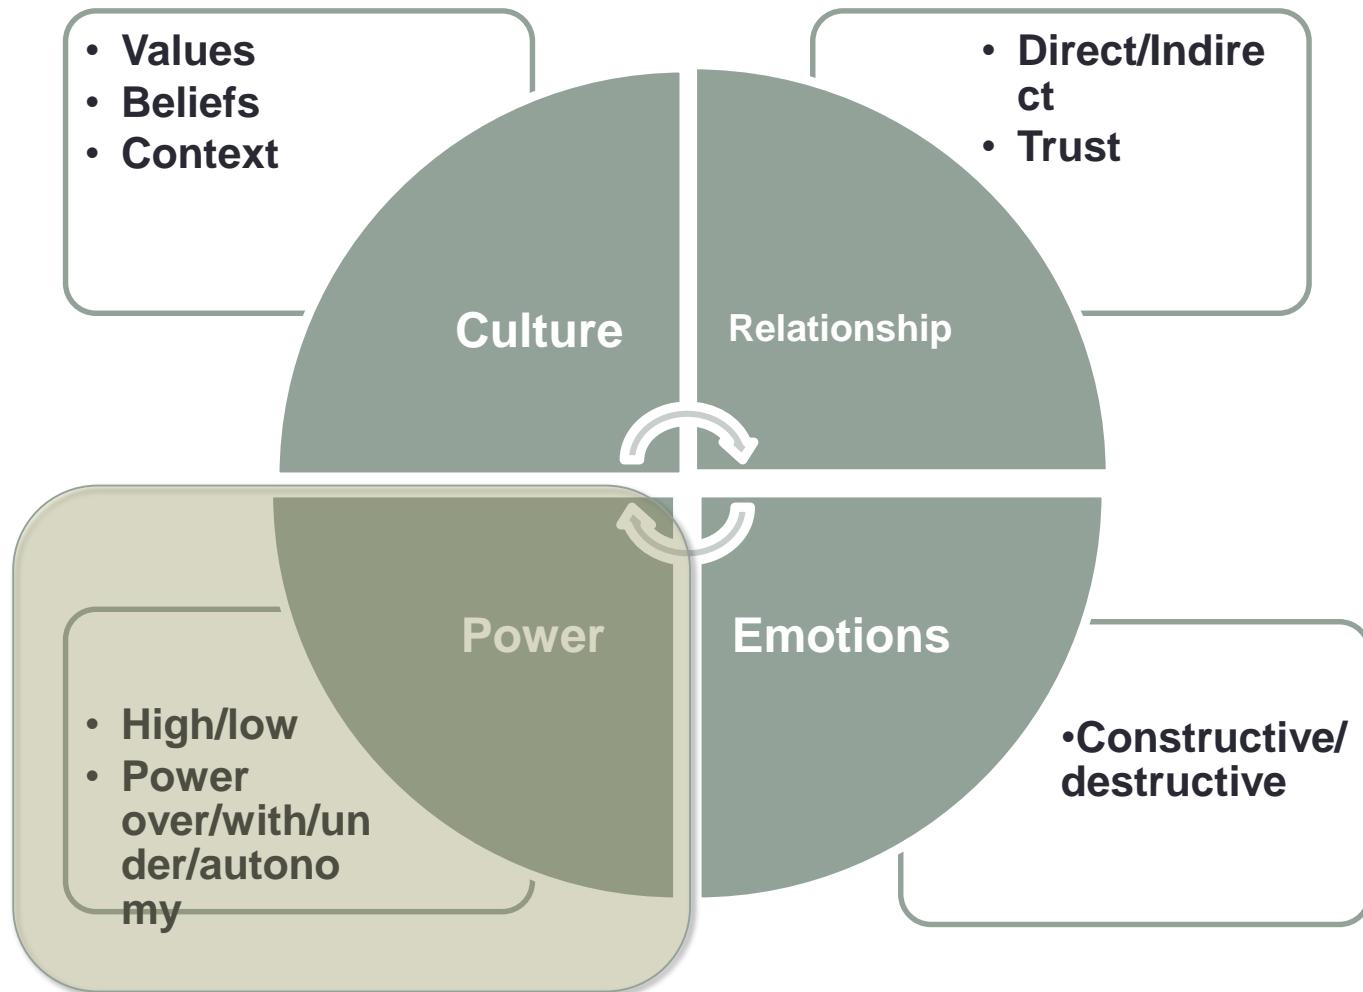 • Values
• Beliefs
• Context
• Direct/Indire
ct
• Trust
Culture
Relationship
Power
Emotions
• High/low
• Power
over/with/un
der/autono
my
•Constructive/
destructive